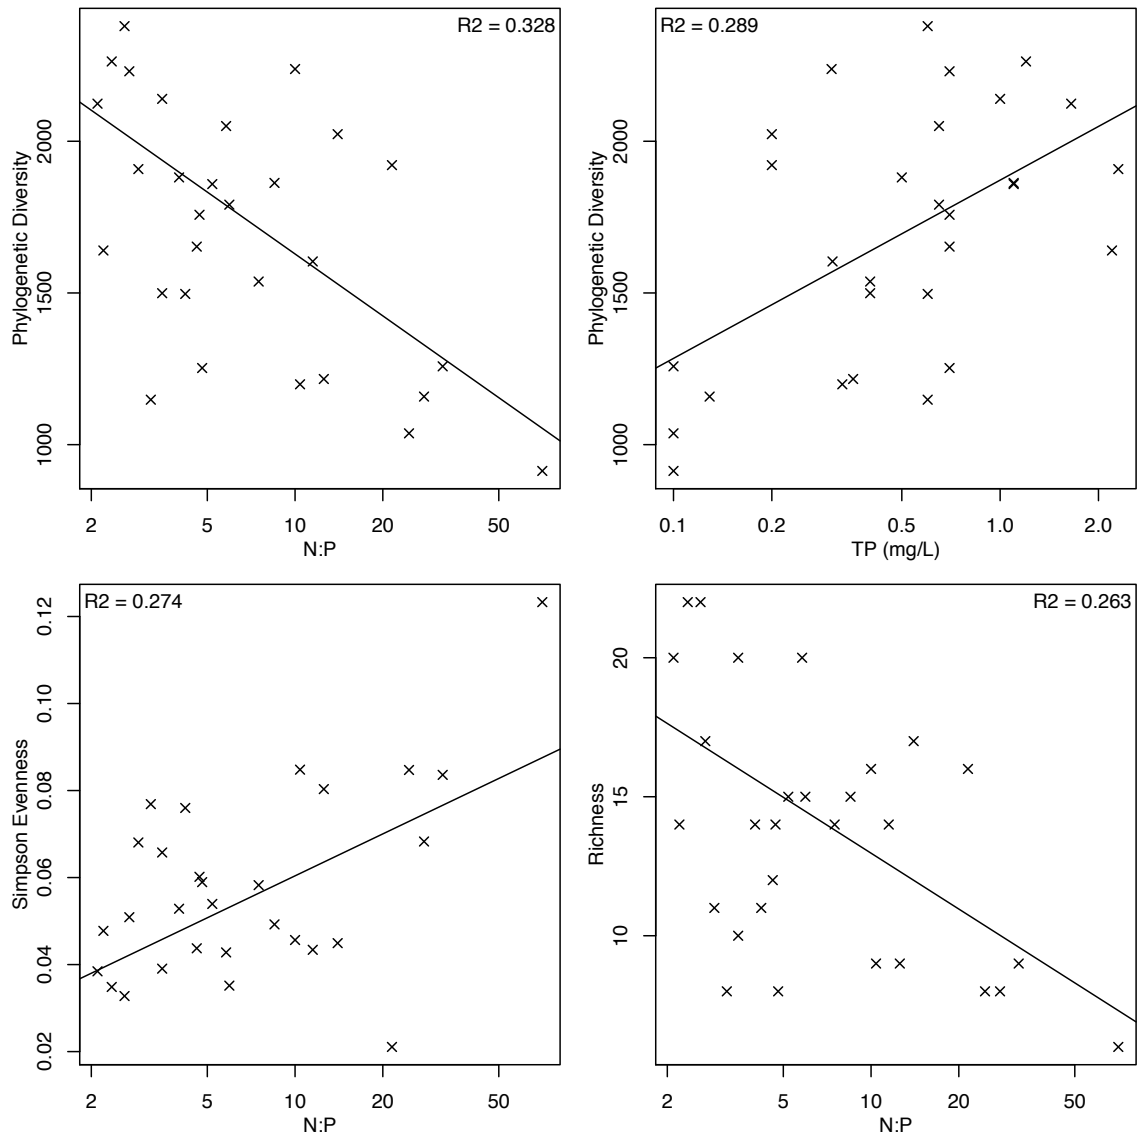 R2 = 0.328
Phylogenetic Diversity
2000
1500
1000
2 5 10 20 50
N:P
R2 = 0.289
Phylogenetic Diversity
2000
1500
1000
0.1 0.2 0.5 1.0 2.0
TP (mg/L)
R2 = 0.274
Simpson Evenness
0.12
0.10
0.08
0.06
0.04
0.02
2 5 10 20 50
N:P
R2 = 0.263
Richness
20
15
10
2 5 10 20 50
N:P